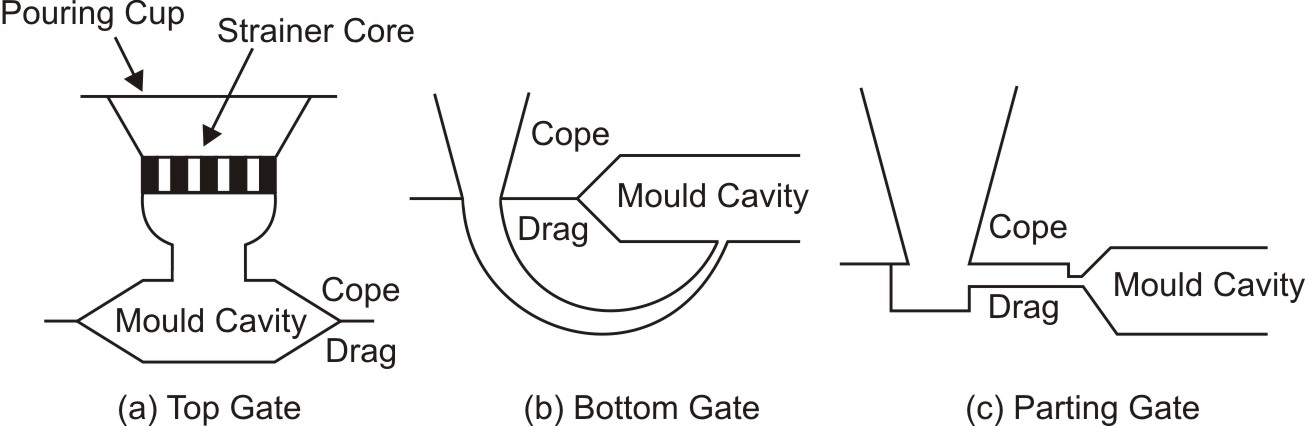 Pouring Cup
Strainer Core
Mould Cavity
Cope
Drag
(a) Top Gate
Cope
Mould Cavity
Drag
(b) Bottom Gate
Cope
Mould Cavity
Drag
(c) Parting Gate